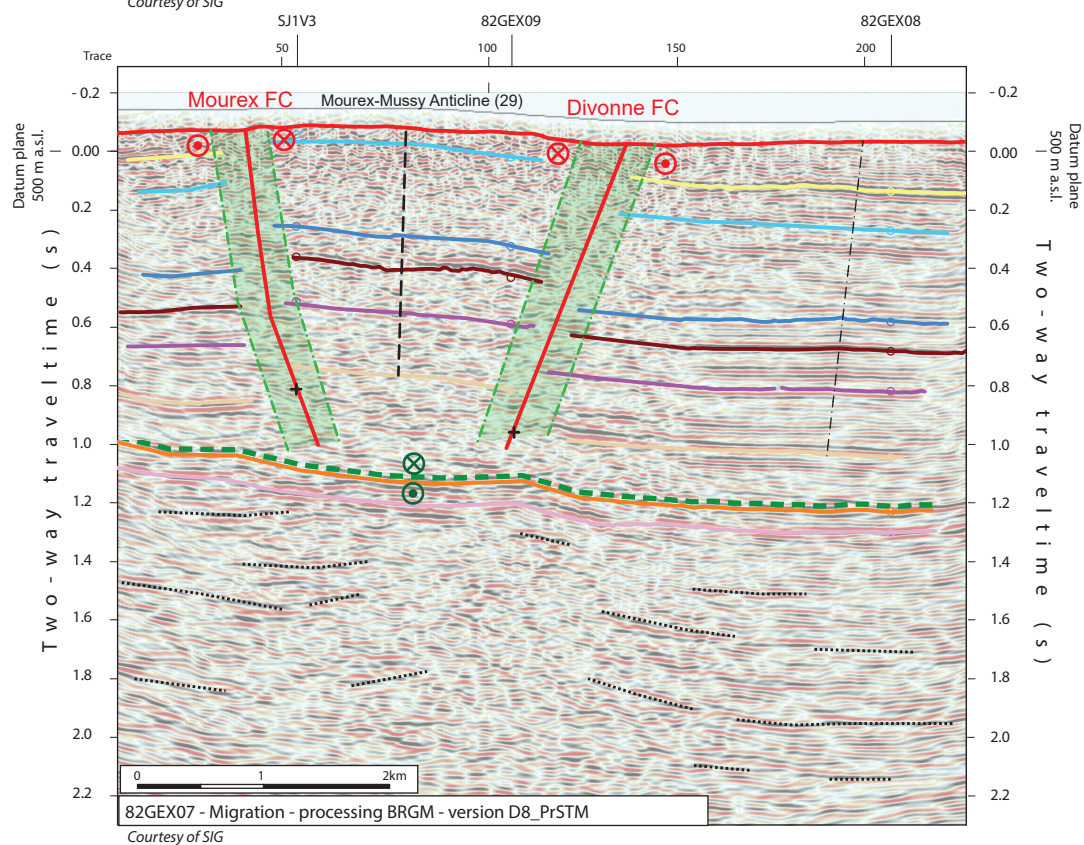 Courtesy of SIG
SJ1V3 82GEX09 82GEX08
Trace 50 100 150 200
-0.2 -0.2
Mourex FC Mourex-Mussy Anticline (29) Divonne FC
Datum plane
500 m a.s.l.
Datum plane
500 m a.s.l.
0.00 0.00
0.2 0.2
0.4 0.4
0.6 0.6
0.8 0.8
1.0 1.0
1.2 1.2
1.4 1.4
1.6 1.6
1.8 1.8
2.0 2.0
2.2 2.2
Two-way traveltime (s)
Two-way traveltime (s)
0 1 2km
82GEX07 - Migration - processing BRGM - version D8_PrSTM
Courtesy of SIG